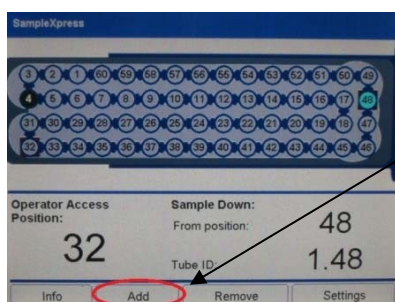 SampleXpress
3 2 1 60 59 58 57 56 55 54 53 52 51 50 49
4 5 6 7 8 9 10 11 12 13 14 15 16 17 48
31 30 29 28 27 26 25 24 23 22 21 20 19 18 47
32 33 34 35 36 37 38 39 40 41 42 43 44 45 46
Operator Access Position:
32
Sample Down:
From position: 48
Tube ID: 1.48
Info Add Remove Settings